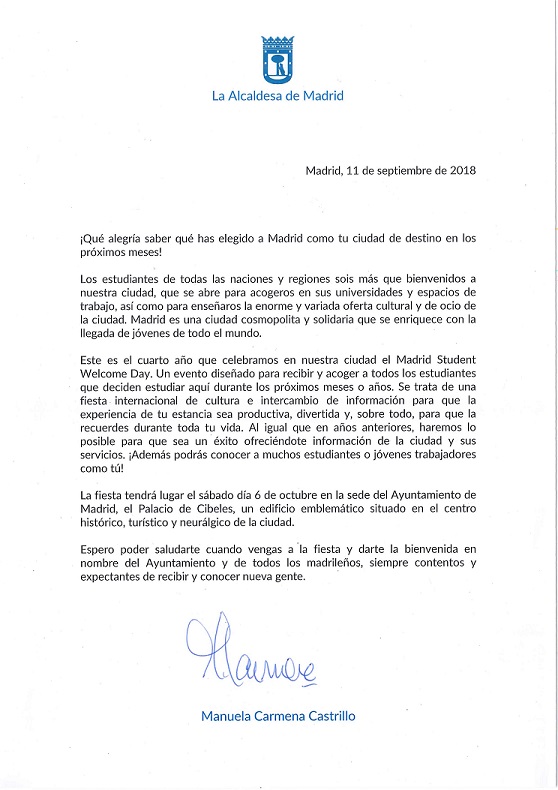 La Alcaldesa de Madrid
Madrid, 11 de septiembre de 2018
¡Qué alegría saber qué has elegido a Madrid como tu ciudad de destino en los
próximos meses!
Los estudiantes de todas las naciones y regiones sois más que bienvenidos a
nuestra ciudad, que se abre para acogeros en sus universidades y espacios de
trabajo, así como para enseñaros la enorme y variada oferta cultural y de ocio de
la ciudad. Madrid es una ciudad cosmopolita y solidaria que se enriquece con la
llegada de jóvenes de todo el mundo.
Este es el cuarto año que celebramos en nuestra ciudad el Madrid Student
Welcome Day. Un evento diseñado para recibir y acoger a todos los estudiantes
que deciden estudiar aquí durante los próximos meses o años. Se trata de una
fiesta internacional de cultura e intercambio de información para que la
experiencia de tu estancia sea productiva, divertida y, sobre todo, para que la
recuerdes durante toda tu vida. Al igual que en años anteriores, haremos lo
posible para que sea un éxito ofreciéndote información de la ciudad y sus
servicios. ¡Además podrás conocer a muchos estudiantes o jóvenes trabajadores
como tú!
La fiesta tendrá lugar el sábado día 6 de octubre en la sede del Ayuntamiento de
Madrid, el Palacio de Cibeles, un edificio emblemático situado en el centro
histórico, turístico y neurálgico de la ciudad.
Espero poder saludarte cuando vengas a la fiesta y darte la bienvenida en
nombre del Ayuntamiento y de todos los madrileños, siempre contentos y
expectantes de recibir y conocer nueva gente.
Manuela Carmena Castrillo